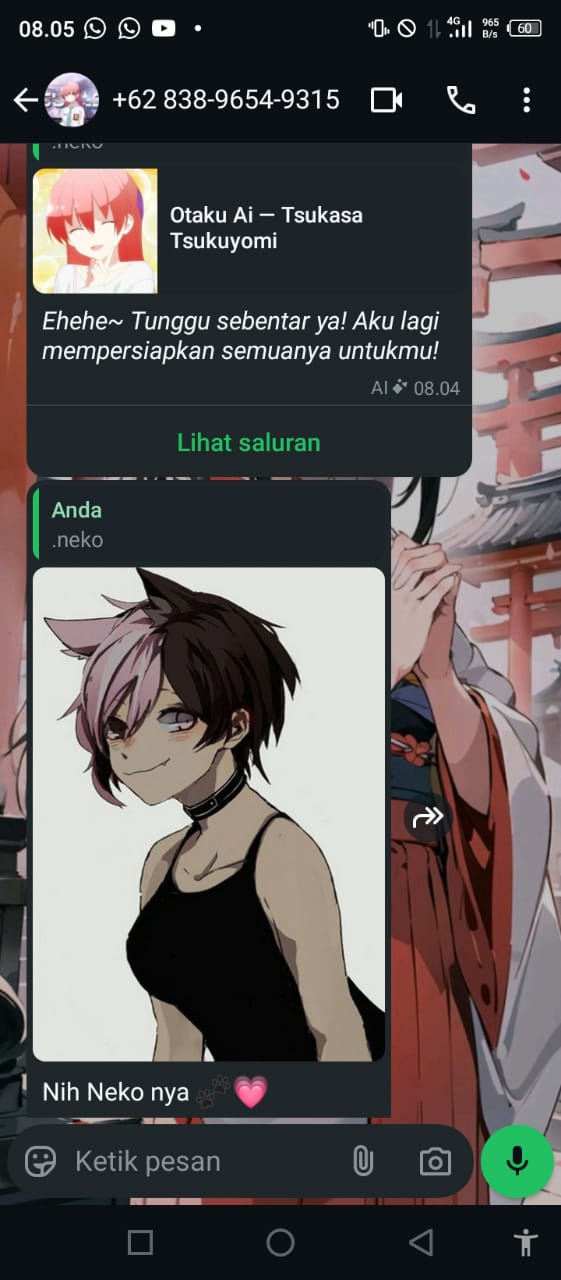 08.05
4G
965
B/s
60
+62 838-9654-9315
.neko
Otaku Ai — Tsukasa
Tsukuyomi
Ehehe~ Tunggu sebentar ya! Aku lagi
mempersiapkan semuanya untukmu!
AI 08.04
Lihat saluran
Anda
.neko
Nih Neko nya 🐾💗
Ketik pesan